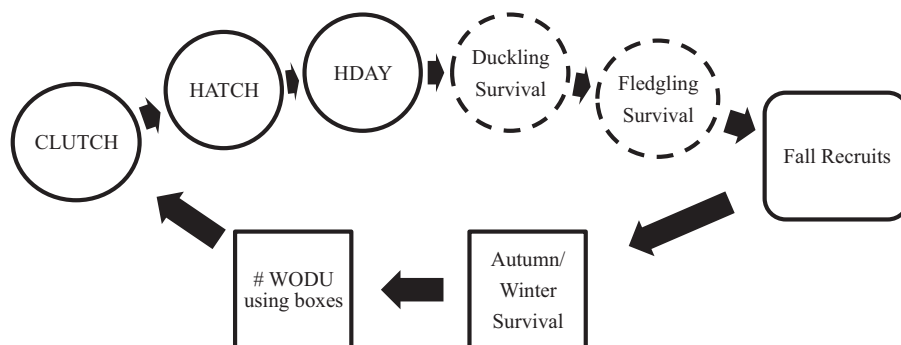 CLUTCH
HATCH
HDAY
Duckling
Survival
Fledgling
Survival
Fall Recruits
Autumn/
Winter
Survival
# WODU
using boxes